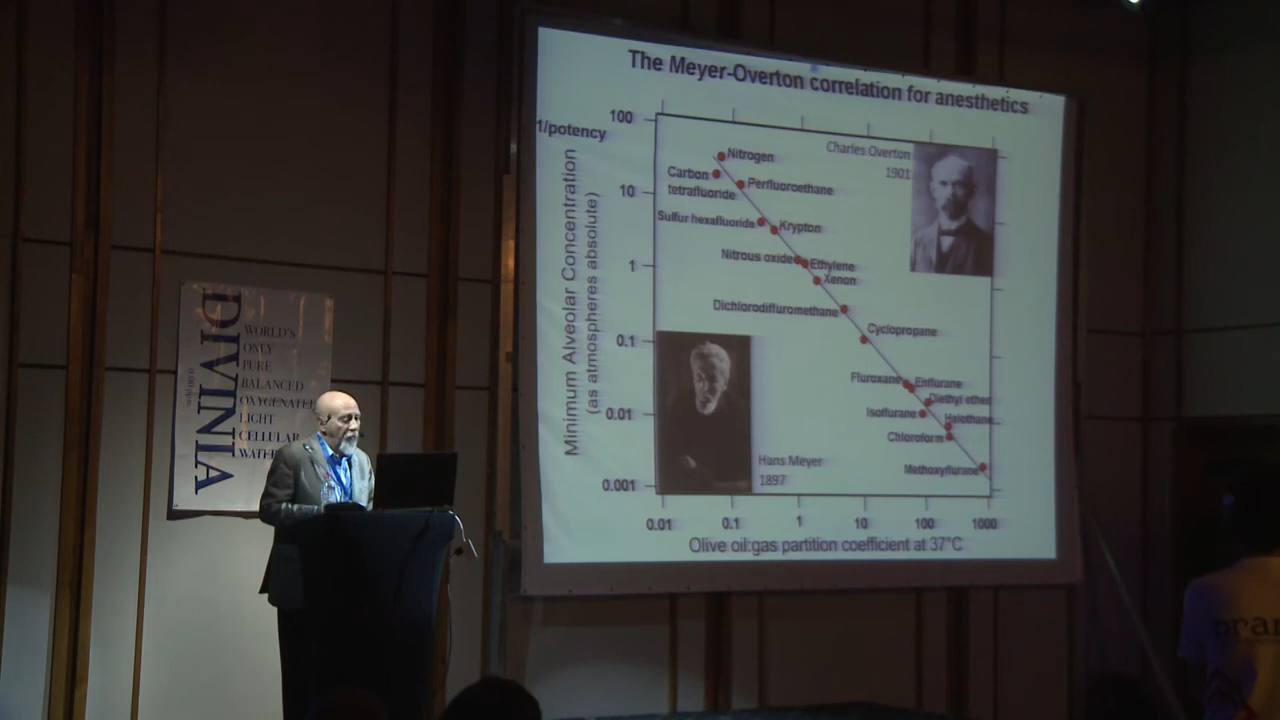 The Meyer-Overton correlation for anesthetics
1/potency
Minimum Alveolar Concentration
(as atmospheres absolute)
100
10
1
0.1
0.01
0.001
Nitrogen
Carbon
tetrafluoride
Perfluoroethane
Sulfur hexafluoride
Krypton
Nitrous oxide
Ethylene
Xenon
Dichlorodifluromethane
Cyclopropane
Fluroxane
Enflurane
Diethyl ether
Isoflurane
Halothane
Chloroform
Methoxyflurane
Charles Overton
1901
Hans Meyer
1897
0.01 0.1 1 10 100 1000
Olive oil:gas partition coefficient at 37°C
DIVINIA
WORLD'S
ONLY
PURE
BALANCED
OXYGENATED
LIGHT
CELLULAR
WATER